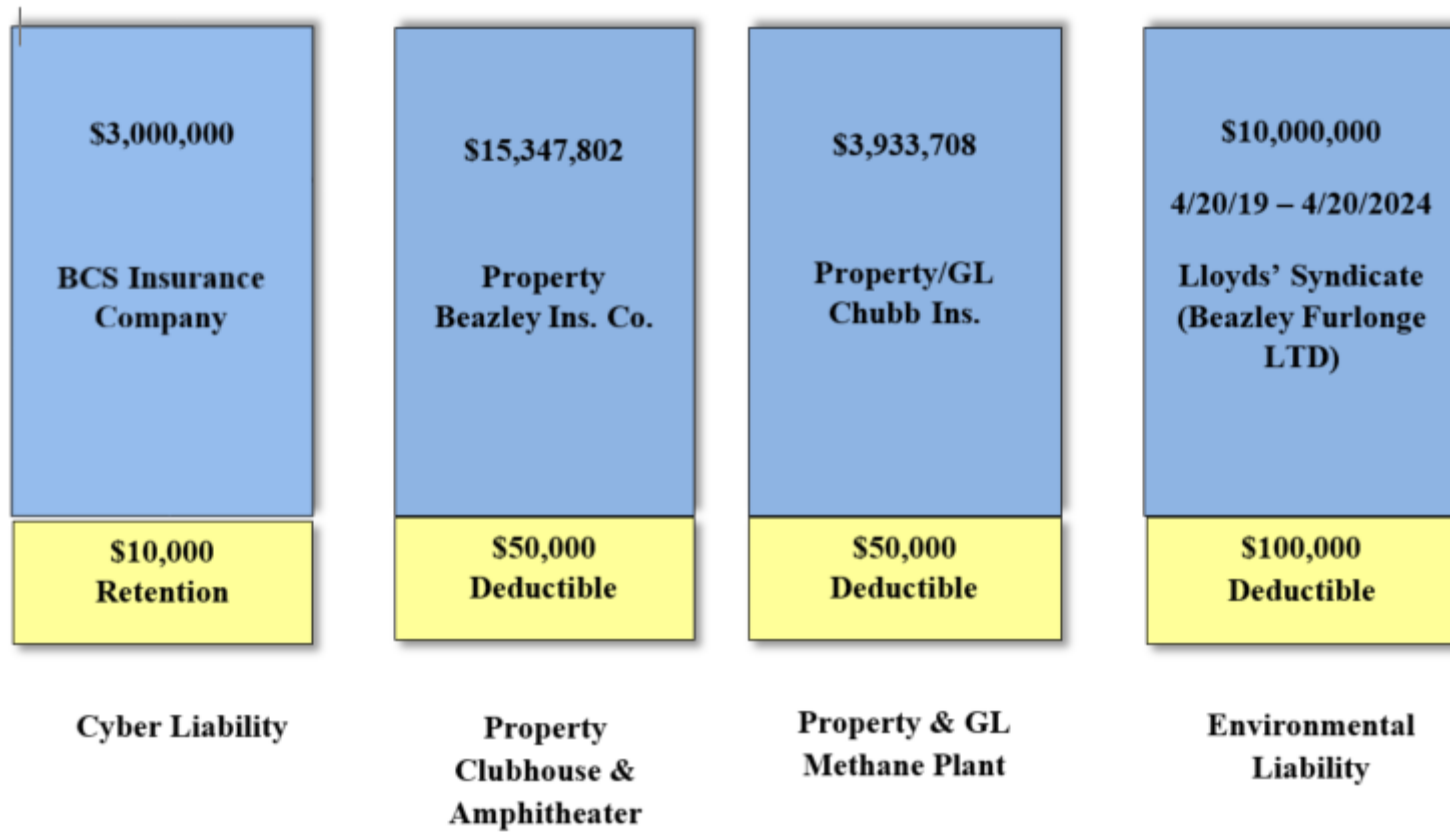 $3,000,000
BCS Insurance
Company
$10,000
Retention
Cyber Liability
$15,347,802
Property
Beazley Ins. Co.
$50,000
Deductible
Property
Clubhouse &
Amphitheater
$3,933,708
Property/GL
Chubb Ins.
$50,000
Deductible
Property & GL
Methane Plant
$10,000,000
4/20/19 – 4/20/2024
Lloyds’ Syndicate
(Beazley Furlonge
LTD)
$100,000
Deductible
Environmental
Liability